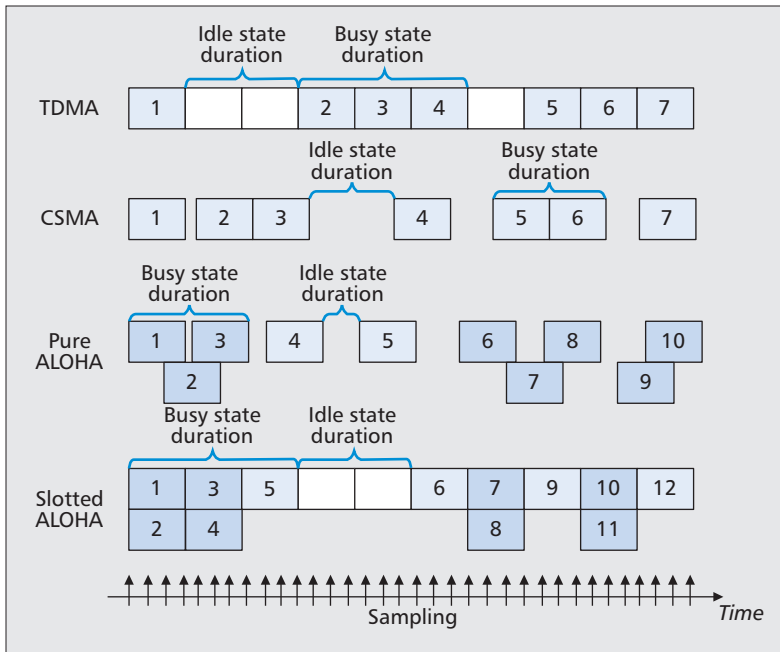 Idle state
duration
Busy state
duration
TDMA
1 2 3 4 5 6 7
Idle state
duration
Busy state
duration
CSMA
1 2 3 4 5 6 7
Busy state
duration
Idle state
duration
Pure
ALOHA
1 3 4 5 6 8 10
2 7 9
Busy state
duration
Idle state
duration
Slotted
ALOHA
1 3 5 6 7 9 10 12
2 4 8 11
Sampling
Time